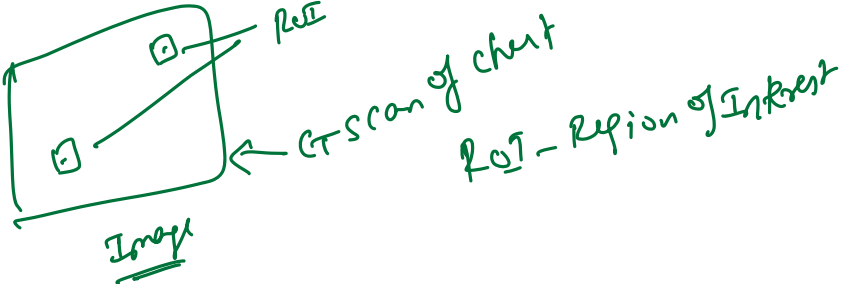 ROI
CT Scan of chest
ROI - Region of Interest
Image